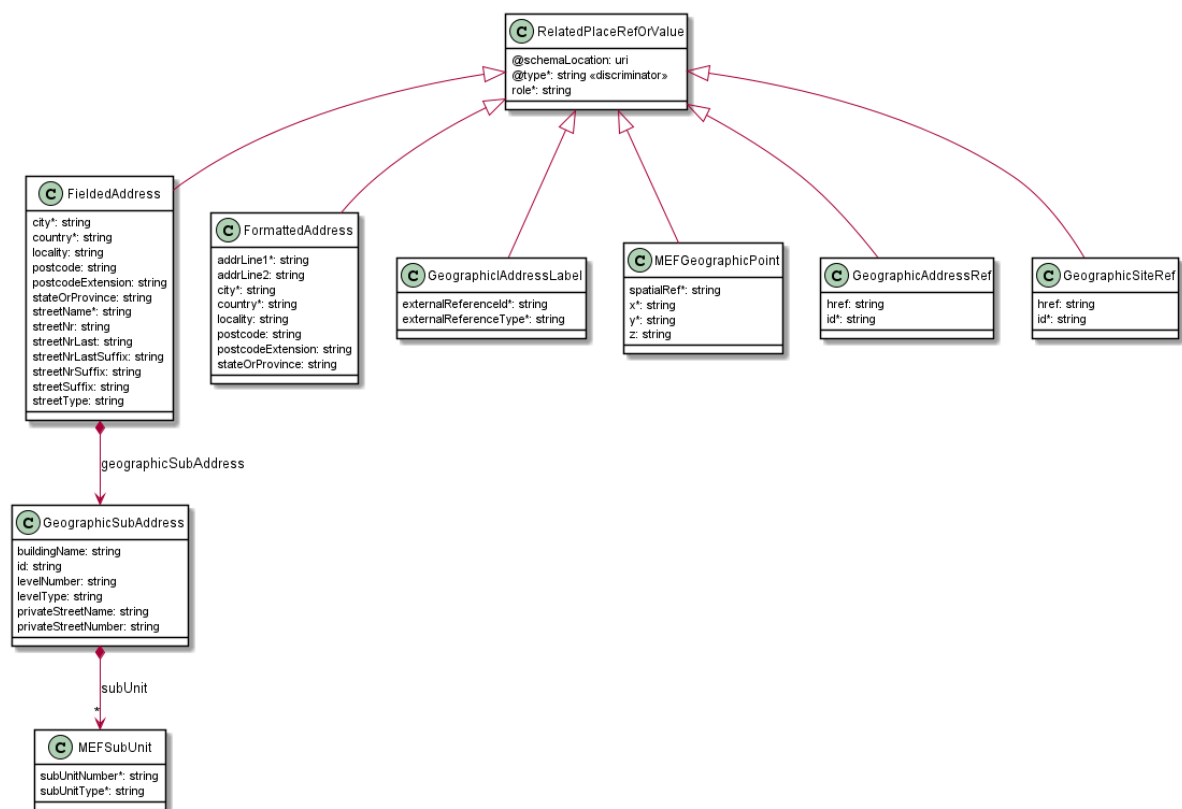 C RelatedPlaceRefOrValue
@schemaLocation: uri
@type*: string «discriminator»
role*: string
C FieldedAddress
city*: string
country*: string
locality: string
postcode: string
postcodeExtension: string
stateOrProvince: string
streetName*: string
streetNr: string
streetNrLast: string
streetNrLastSuffix: string
streetNrSuffix: string
streetSuffix: string
streetType: string
C FormattedAddress
addrLine1*: string
addrLine2: string
city*: string
country*: string
locality: string
postcode: string
postcodeExtension: string
stateOrProvince: string
C GeographiclAddressLabel
externalReferenceId*: string
externalReferenceType*: string
C MEFGeographicPoint
spatialRef*: string
x*: string
y*: string
z: string
C GeographicAddressRef
href: string
id*: string
C GeographicSiteRef
href: string
id*: string
geographicSubAddress
C GeographicSubAddress
buildingName: string
id: string
levelNumber: string
levelType: string
privateStreetName: string
privateStreetNumber: string
subUnit
*
C MEFSubUnit
subUnitNumber*: string
subUnitType*: string